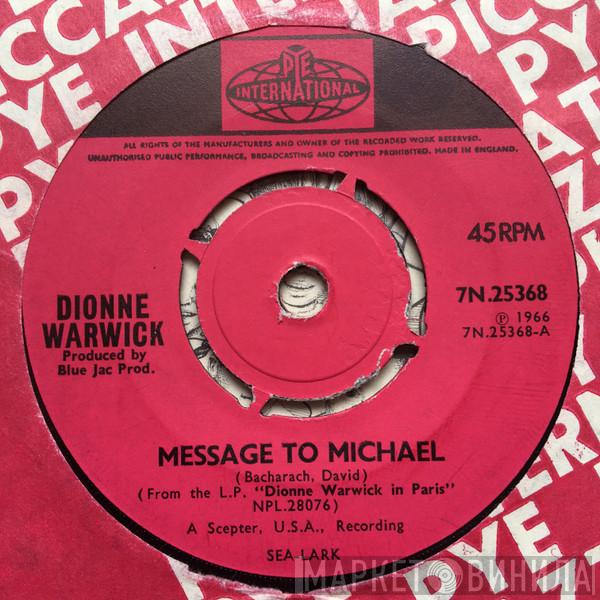 PYE
INTERNATIONAL
ALL RIGHTS OF THE MANUFACTURERS AND OWNER OF THE RECORDED WORK RESERVED.
UNAUTHORISED PUBLIC PERFORMANCE, BROADCASTING AND COPYING PROHIBITED. MADE IN ENGLAND.
45 RPM
DIONNE
WARWICK
Produced by
Blue Jac Prod.
7N.25368
℗ 1966
7N.25368-A
MESSAGE TO MICHAEL
(Bacharach, David)
(From the L.P. "Dionne Warwick in Paris"
NPL.28076)
A Scepter, U.S.A., Recording
SEA-LARK
МАРКЕТ ВИНИЛА